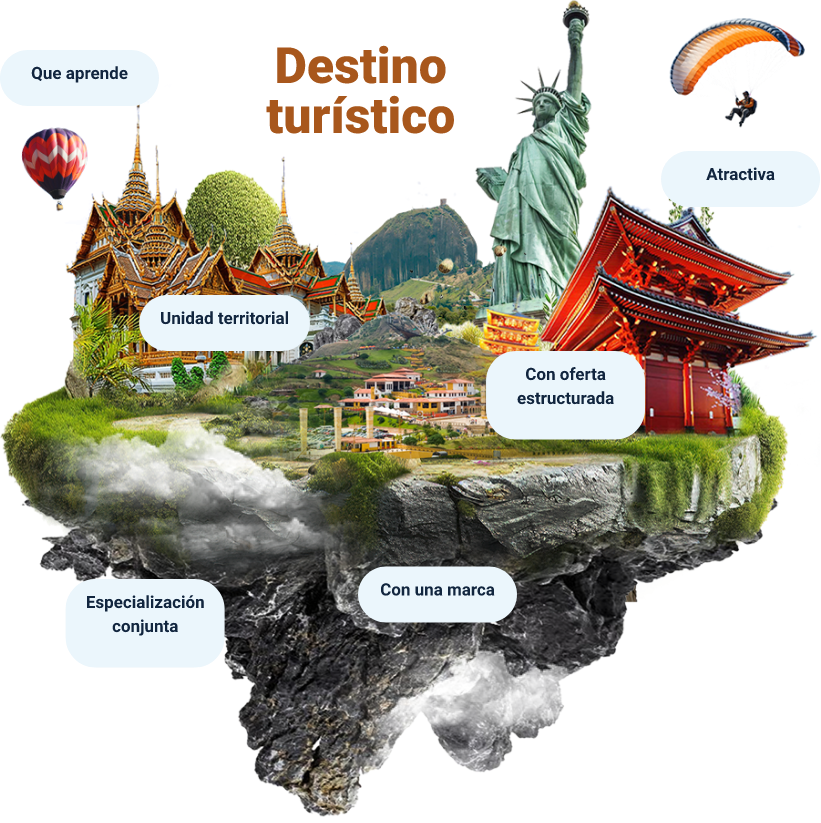 Destino
turístico
Que aprende
Atractiva
Unidad territorial
Con oferta
estructurada
Especialización
conjunta
Con una marca